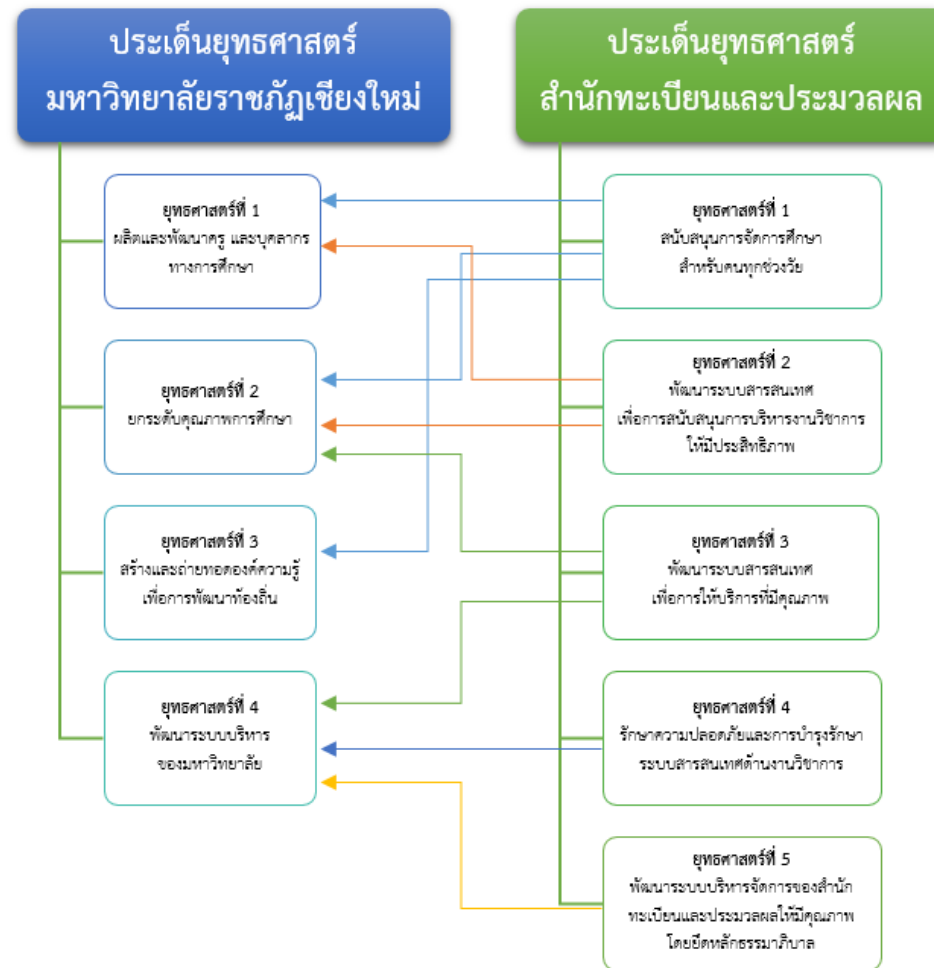 ประเด็นยุทธศาสตร์
มหาวิทยาลัยราชภัฏเชียงใหม่
ยุทธศาสตร์ที่ 1
ผลิตและพัฒนาครู และบุคลากร
ทางการศึกษา
ยุทธศาสตร์ที่ 2
ยกระดับคุณภาพการศึกษา
ยุทธศาสตร์ที่ 3
สร้างและถ่ายทอดองค์ความรู้
เพื่อการพัฒนาท้องถิ่น
ยุทธศาสตร์ที่ 4
พัฒนาระบบบริหาร
ของมหาวิทยาลัย
ประเด็นยุทธศาสตร์
สำนักทะเบียนและประมวลผล
ยุทธศาสตร์ที่ 1
สนับสนุนการจัดการศึกษา
สำหรับคนทุกช่วงวัย
ยุทธศาสตร์ที่ 2
พัฒนาระบบสารสนเทศ
เพื่อการสนับสนุนการบริหารงานวิชาการ
ให้มีประสิทธิภาพ
ยุทธศาสตร์ที่ 3
พัฒนาระบบสารสนเทศ
เพื่อการให้บริการที่มีคุณภาพ
ยุทธศาสตร์ที่ 4
รักษาความปลอดภัยและการบำรุงรักษา
ระบบสารสนเทศด้านงานวิชาการ
ยุทธศาสตร์ที่ 5
พัฒนาระบบบริหารจัดการของสำนัก
ทะเบียนและประมวลผลให้มีคุณภาพ
โดยยึดหลักธรรมาภิบาล